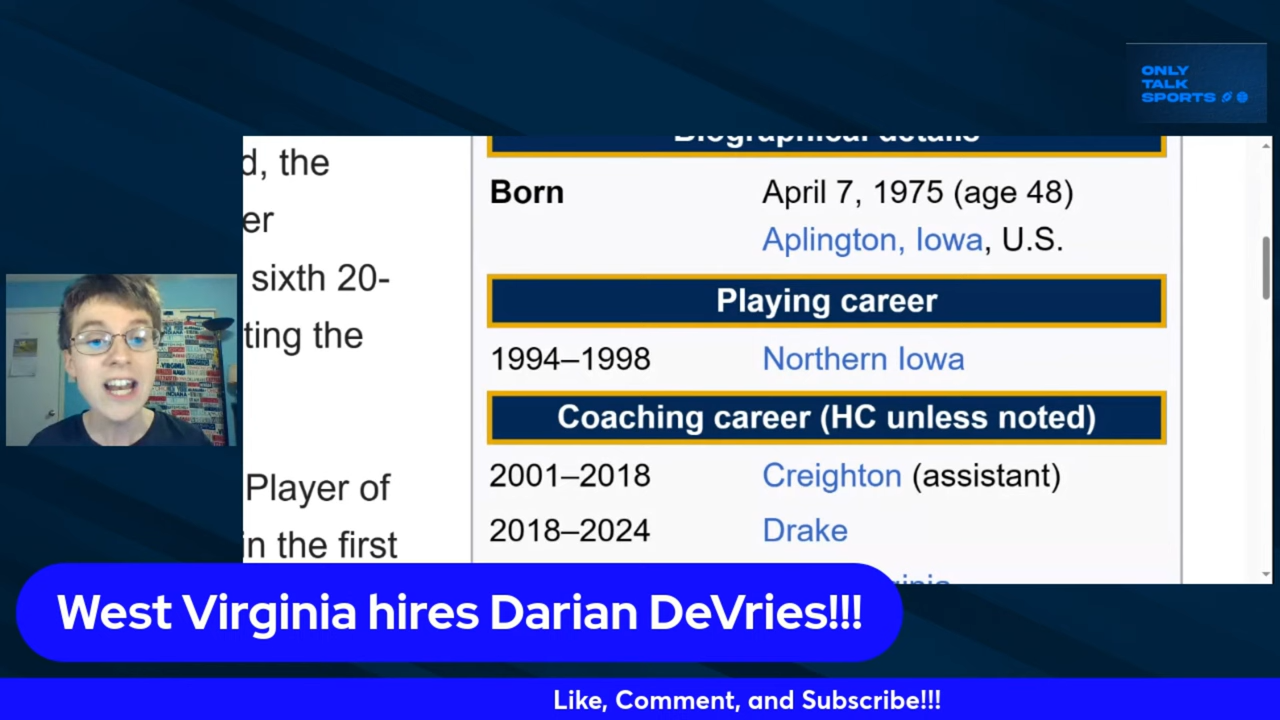 ONLY
TALK
SPORTS
d, the
er
sixth 20-
ting the
Player of
in the first
Biographical details
Born April 7, 1975 (age 48)
Aplington, Iowa, U.S.
Playing career
1994–1998 Northern Iowa
Coaching career (HC unless noted)
2001–2018 Creighton (assistant)
2018–2024 Drake
West Virginia hires Darian DeVries!!!
Like, Comment, and Subscribe!!!